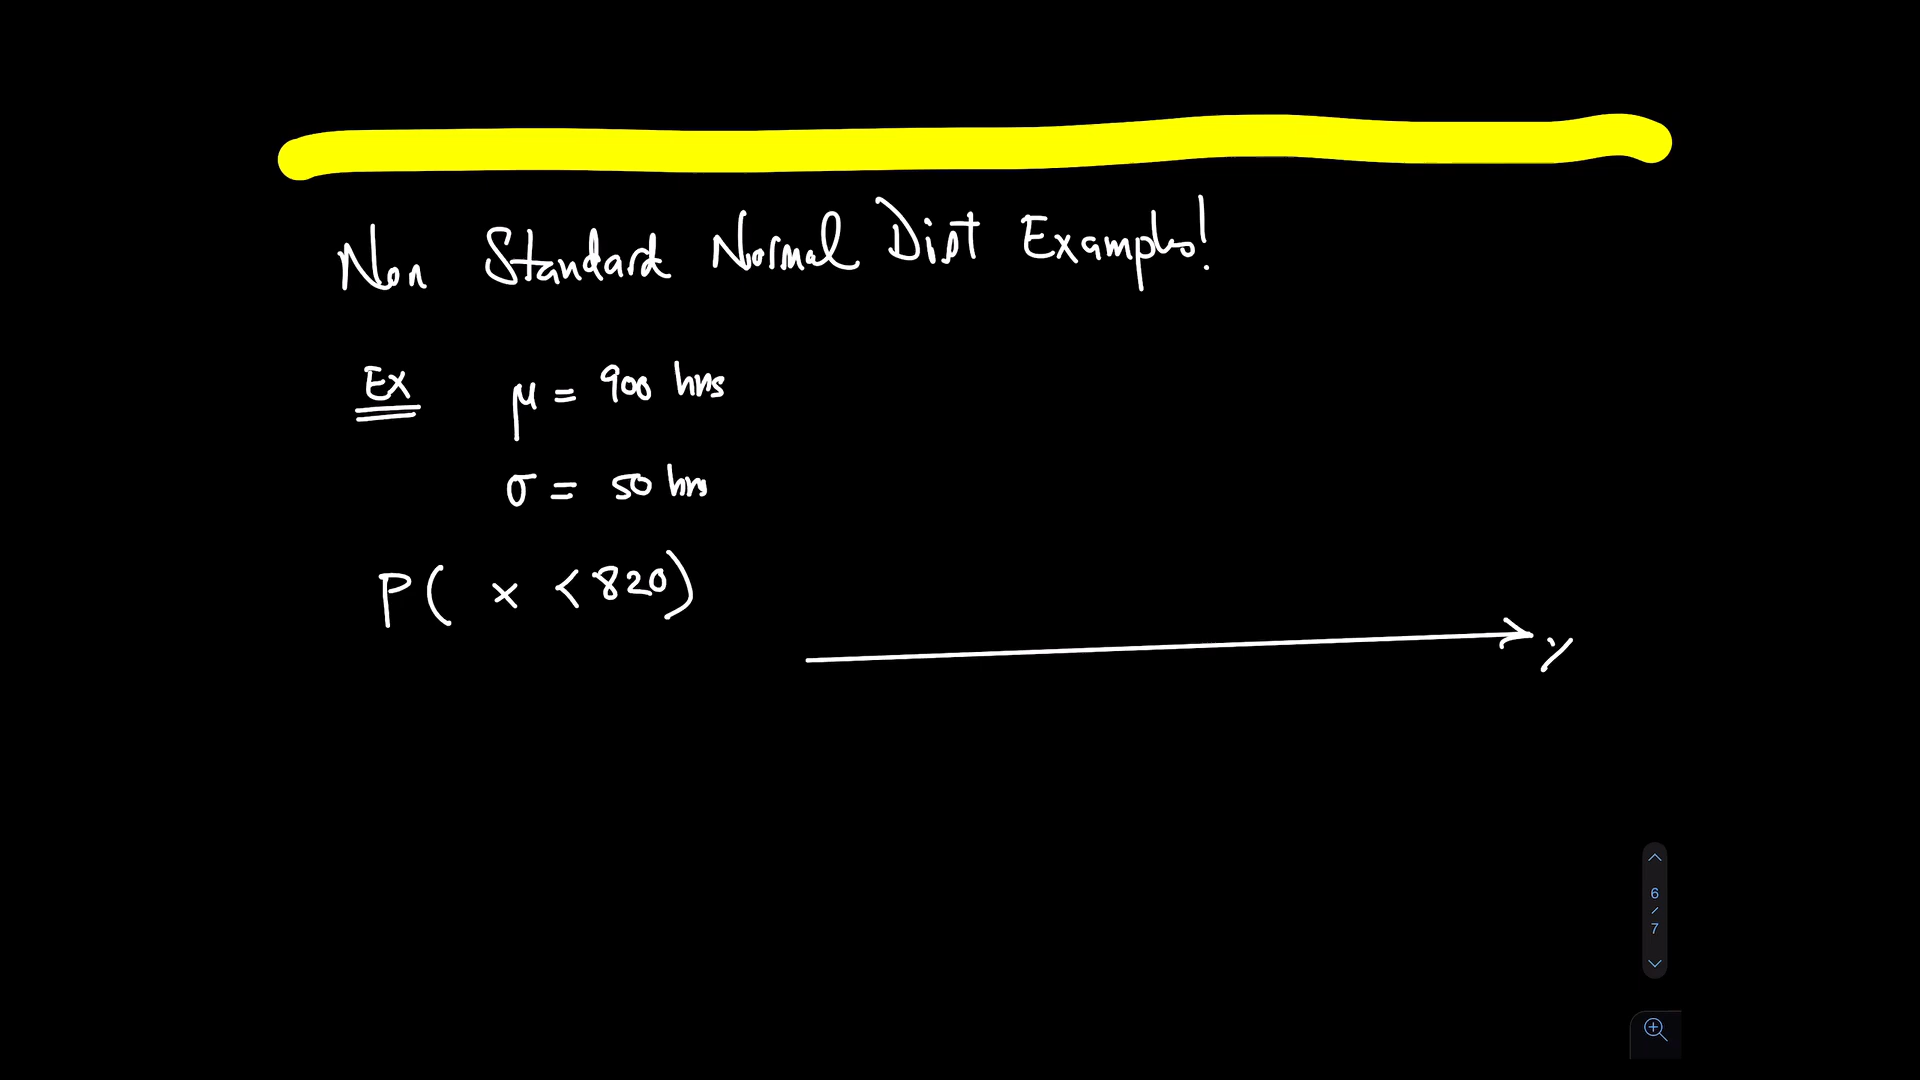 Non Standard Normal Dist Examples!
Ex μ = 900 hrs
σ = 50 hrs
P( x < 820)
x
6
/
7